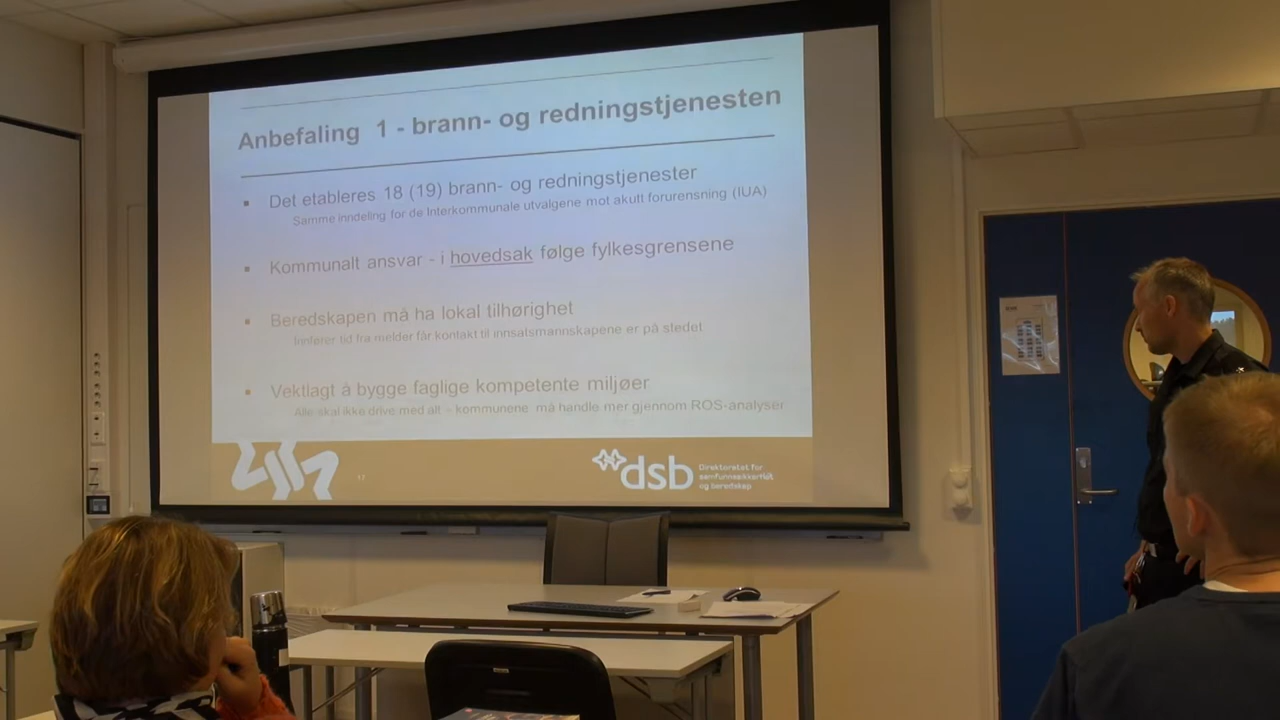 Anbefaling 1 - brann- og redningstjenesten
Det etableres 18 (19) brann- og redningstjenester
Samme inndeling for de Interkommunale utvalgene mot akutt forurensning (IUA)
Kommunalt ansvar - i hovedsak følge fylkesgrensene
Beredskapen må ha lokal tilhørighet
Innfører tid fra melder får kontakt til innsatsmannskapene er på stedet
Vektlagt å bygge faglige kompetente miljøer
Alle skal ikke drive med alt - kommunene må handle mer gjennom ROS-analyser
17
dsb
Direktoratet for
samfunnssikkerhet
og beredskap